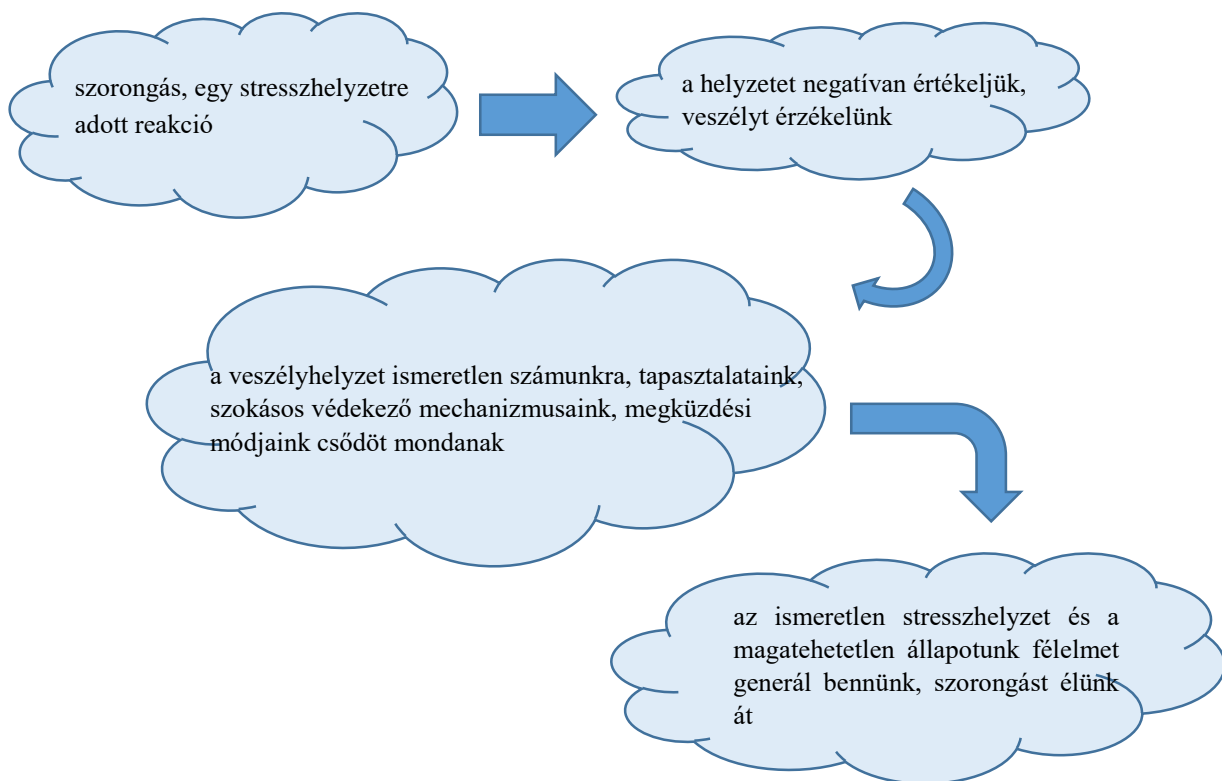 szorongás, egy stresszhelyzetre
adott reakció
a helyzetet negatívan értékeljük,
veszélyt érzékelünk
a veszélyhelyzet ismeretlen számunkra, tapasztalataink,
szokásos védekező mechanizmusaink, megküzdési
módjaink csődöt mondanak
az ismeretlen stresszhelyzet és a
magatehetetlen állapotunk félelmet
generál bennünk, szorongást élünk
át